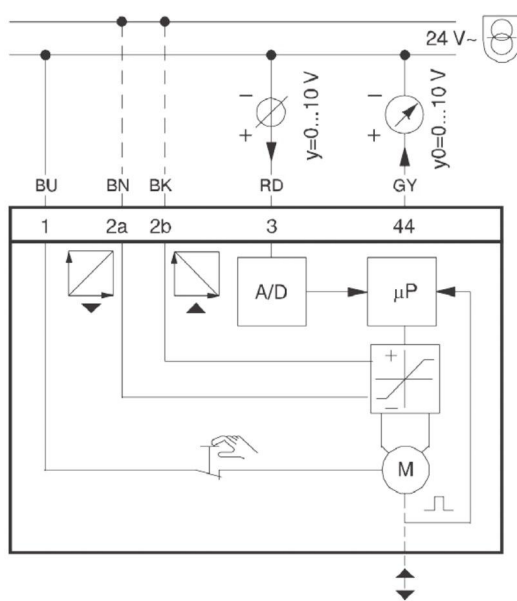 24 V~
− −
y=0...10 V
y0=0...10 V
+ +
BU BN BK RD GY
1 2a 2b 3 44
A/D µP
+
−
M